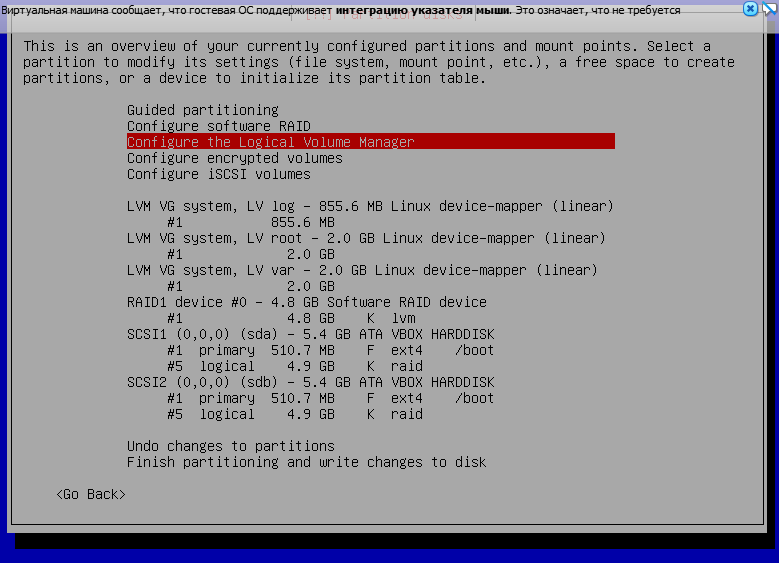 Виртуальная машина сообщает, что гостевая ОС поддерживает интеграцию указателя мыши. Это означает, что не требуется
[!!] Partition disks
This is an overview of your currently configured partitions and mount points. Select a
partition to modify its settings (file system, mount point, etc.), a free space to create
partitions, or a device to initialize its partition table.
Guided partitioning
Configure software RAID
Configure the Logical Volume Manager
Configure encrypted volumes
Configure iSCSI volumes
LVM VG system, LV log - 855.6 MB Linux device-mapper (linear)
#1 855.6 MB
LVM VG system, LV root - 2.0 GB Linux device-mapper (linear)
#1 2.0 GB
LVM VG system, LV var - 2.0 GB Linux device-mapper (linear)
#1 2.0 GB
RAID1 device #0 - 4.8 GB Software RAID device
#1 4.8 GB K lvm
SCSI1 (0,0,0) (sda) - 5.4 GB ATA VBOX HARDDISK
#1 primary 510.7 MB F ext4 /boot
#5 logical 4.9 GB K raid
SCSI2 (0,0,0) (sdb) - 5.4 GB ATA VBOX HARDDISK
#1 primary 510.7 MB F ext4 /boot
#5 logical 4.9 GB K raid
Undo changes to partitions
Finish partitioning and write changes to disk
<Go Back>